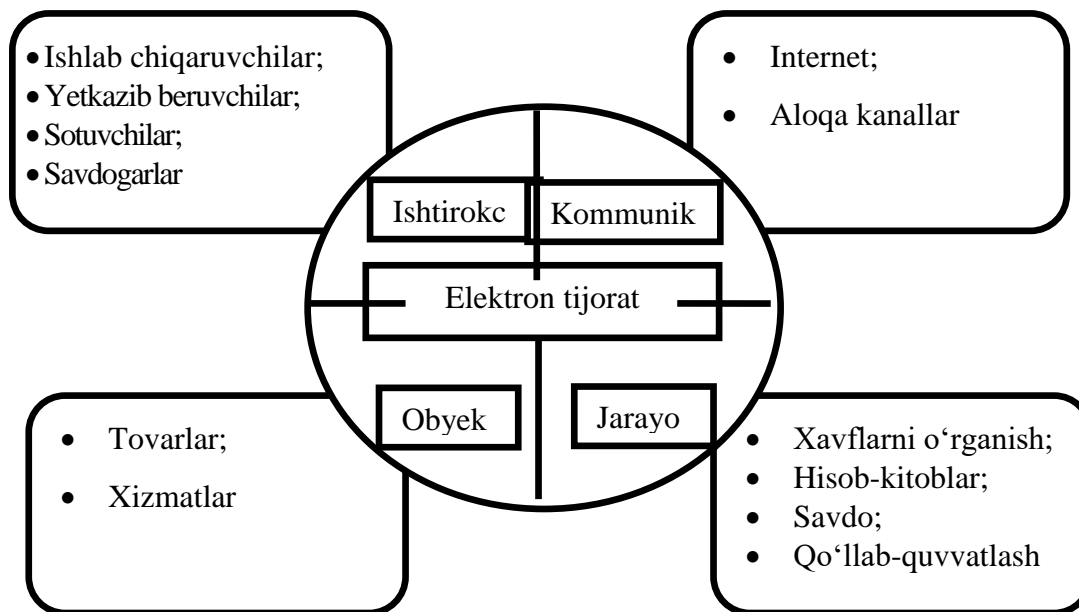 • Ishlab chiqaruvchilar;
• Yetkazib beruvchilar;
• Sotuvchilar;
• Savdogarlar
• Internet;
• Aloqa kanallar
Ishtirokc
Kommunik
Elektron tijorat
Obyek
Jarayo
• Tovarlar;
• Xizmatlar
• Xavflarni o‘rganish;
• Hisob-kitoblar;
• Savdo;
• Qo‘llab-quvvatlash